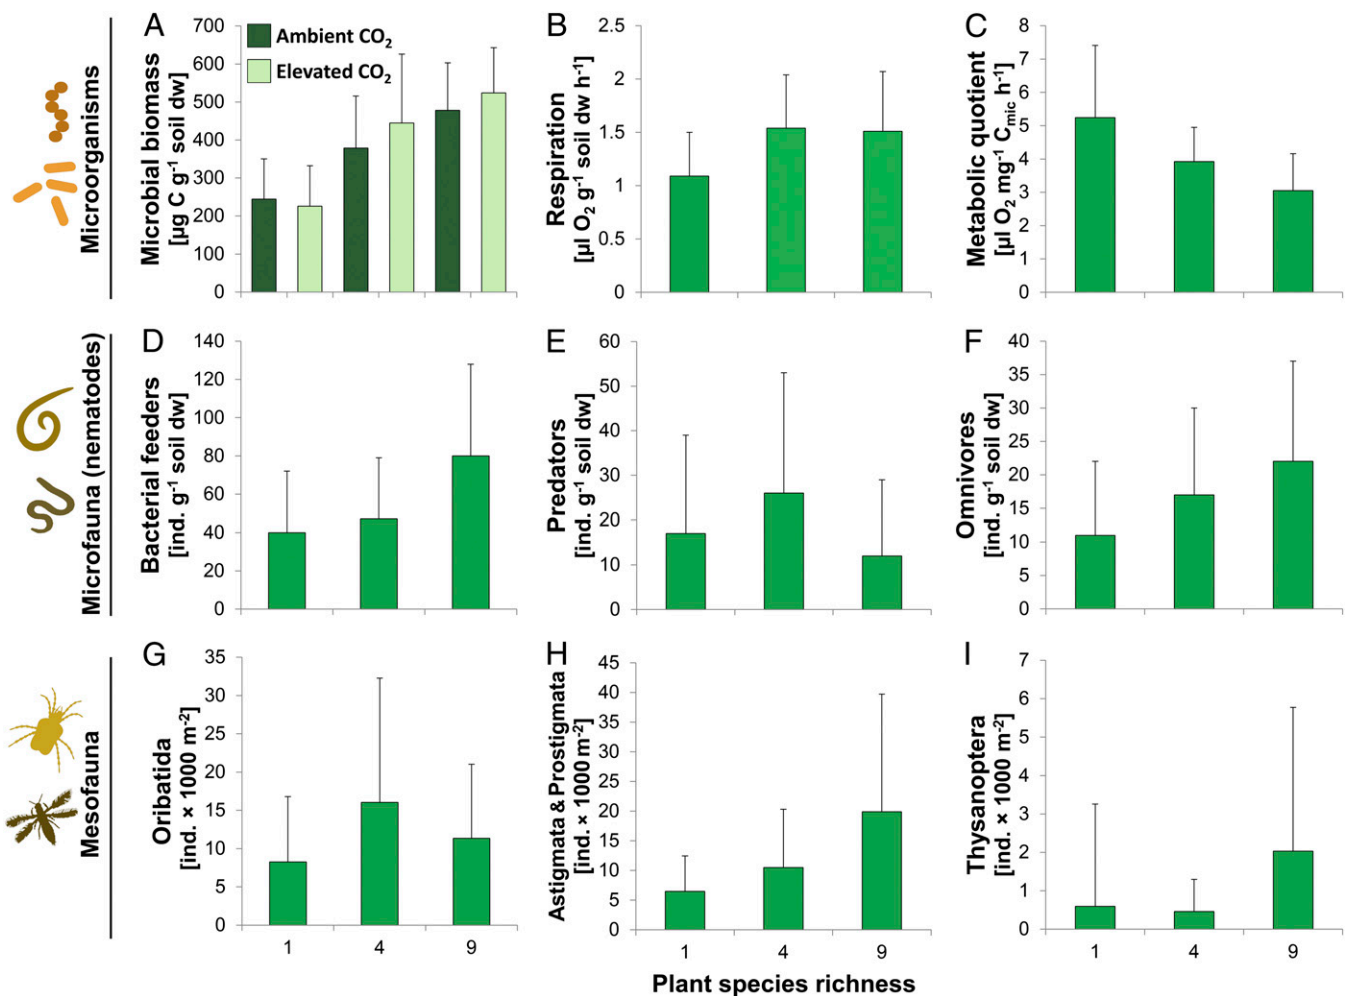 Microorganisms
A
Microbial biomass
[µg C g⁻¹ soil dw]
700
600
500
400
300
200
100
0
Ambient CO₂
Elevated CO₂
B
Respiration
[µl O₂ g⁻¹ soil dw h⁻¹]
2.5
2
1.5
1
0.5
0
C
Metabolic quotient
[µl O₂ mg⁻¹ Cmic h⁻¹]
8
7
6
5
4
3
2
1
0
Microfauna (nematodes)
D
Bacterial feeders
[ind. g⁻¹ soil dw]
140
120
100
80
60
40
20
0
E
Predators
[ind. g⁻¹ soil dw]
60
50
40
30
20
10
0
F
Omnivores
[ind. g⁻¹ soil dw]
40
35
30
25
20
15
10
5
0
Mesofauna
G
Oribatida
[ind. × 1000 m⁻²]
35
30
25
20
15
10
5
0
1 4 9
H
Astigmata & Prostigmata
[ind. × 1000 m⁻²]
45
40
35
30
25
20
15
10
5
0
1 4 9
I
Thysanoptera
[ind. × 1000 m⁻²]
7
6
5
4
3
2
1
0
1 4 9
Plant species richness